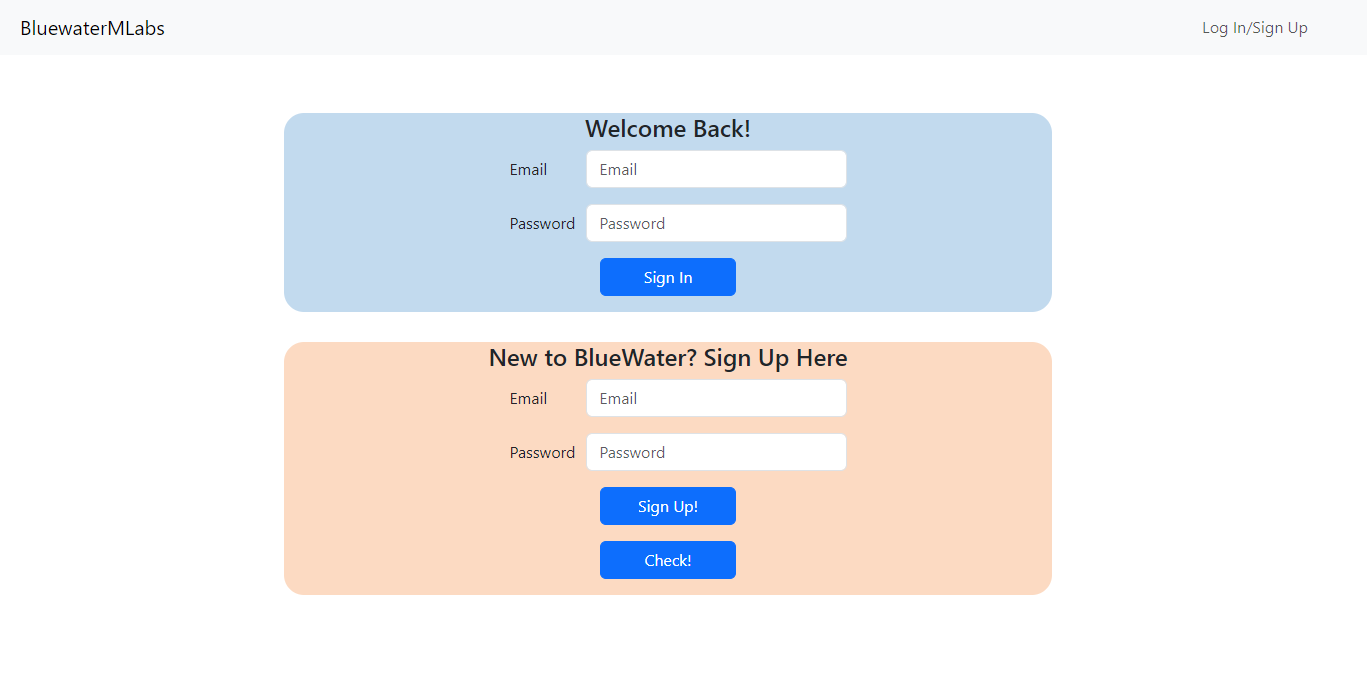 BluewaterMLabs Log In/Sign Up
Welcome Back!
Email Email
Password Password
Sign In
New to BlueWater? Sign Up Here
Email Email
Password Password
Sign Up!
Check!